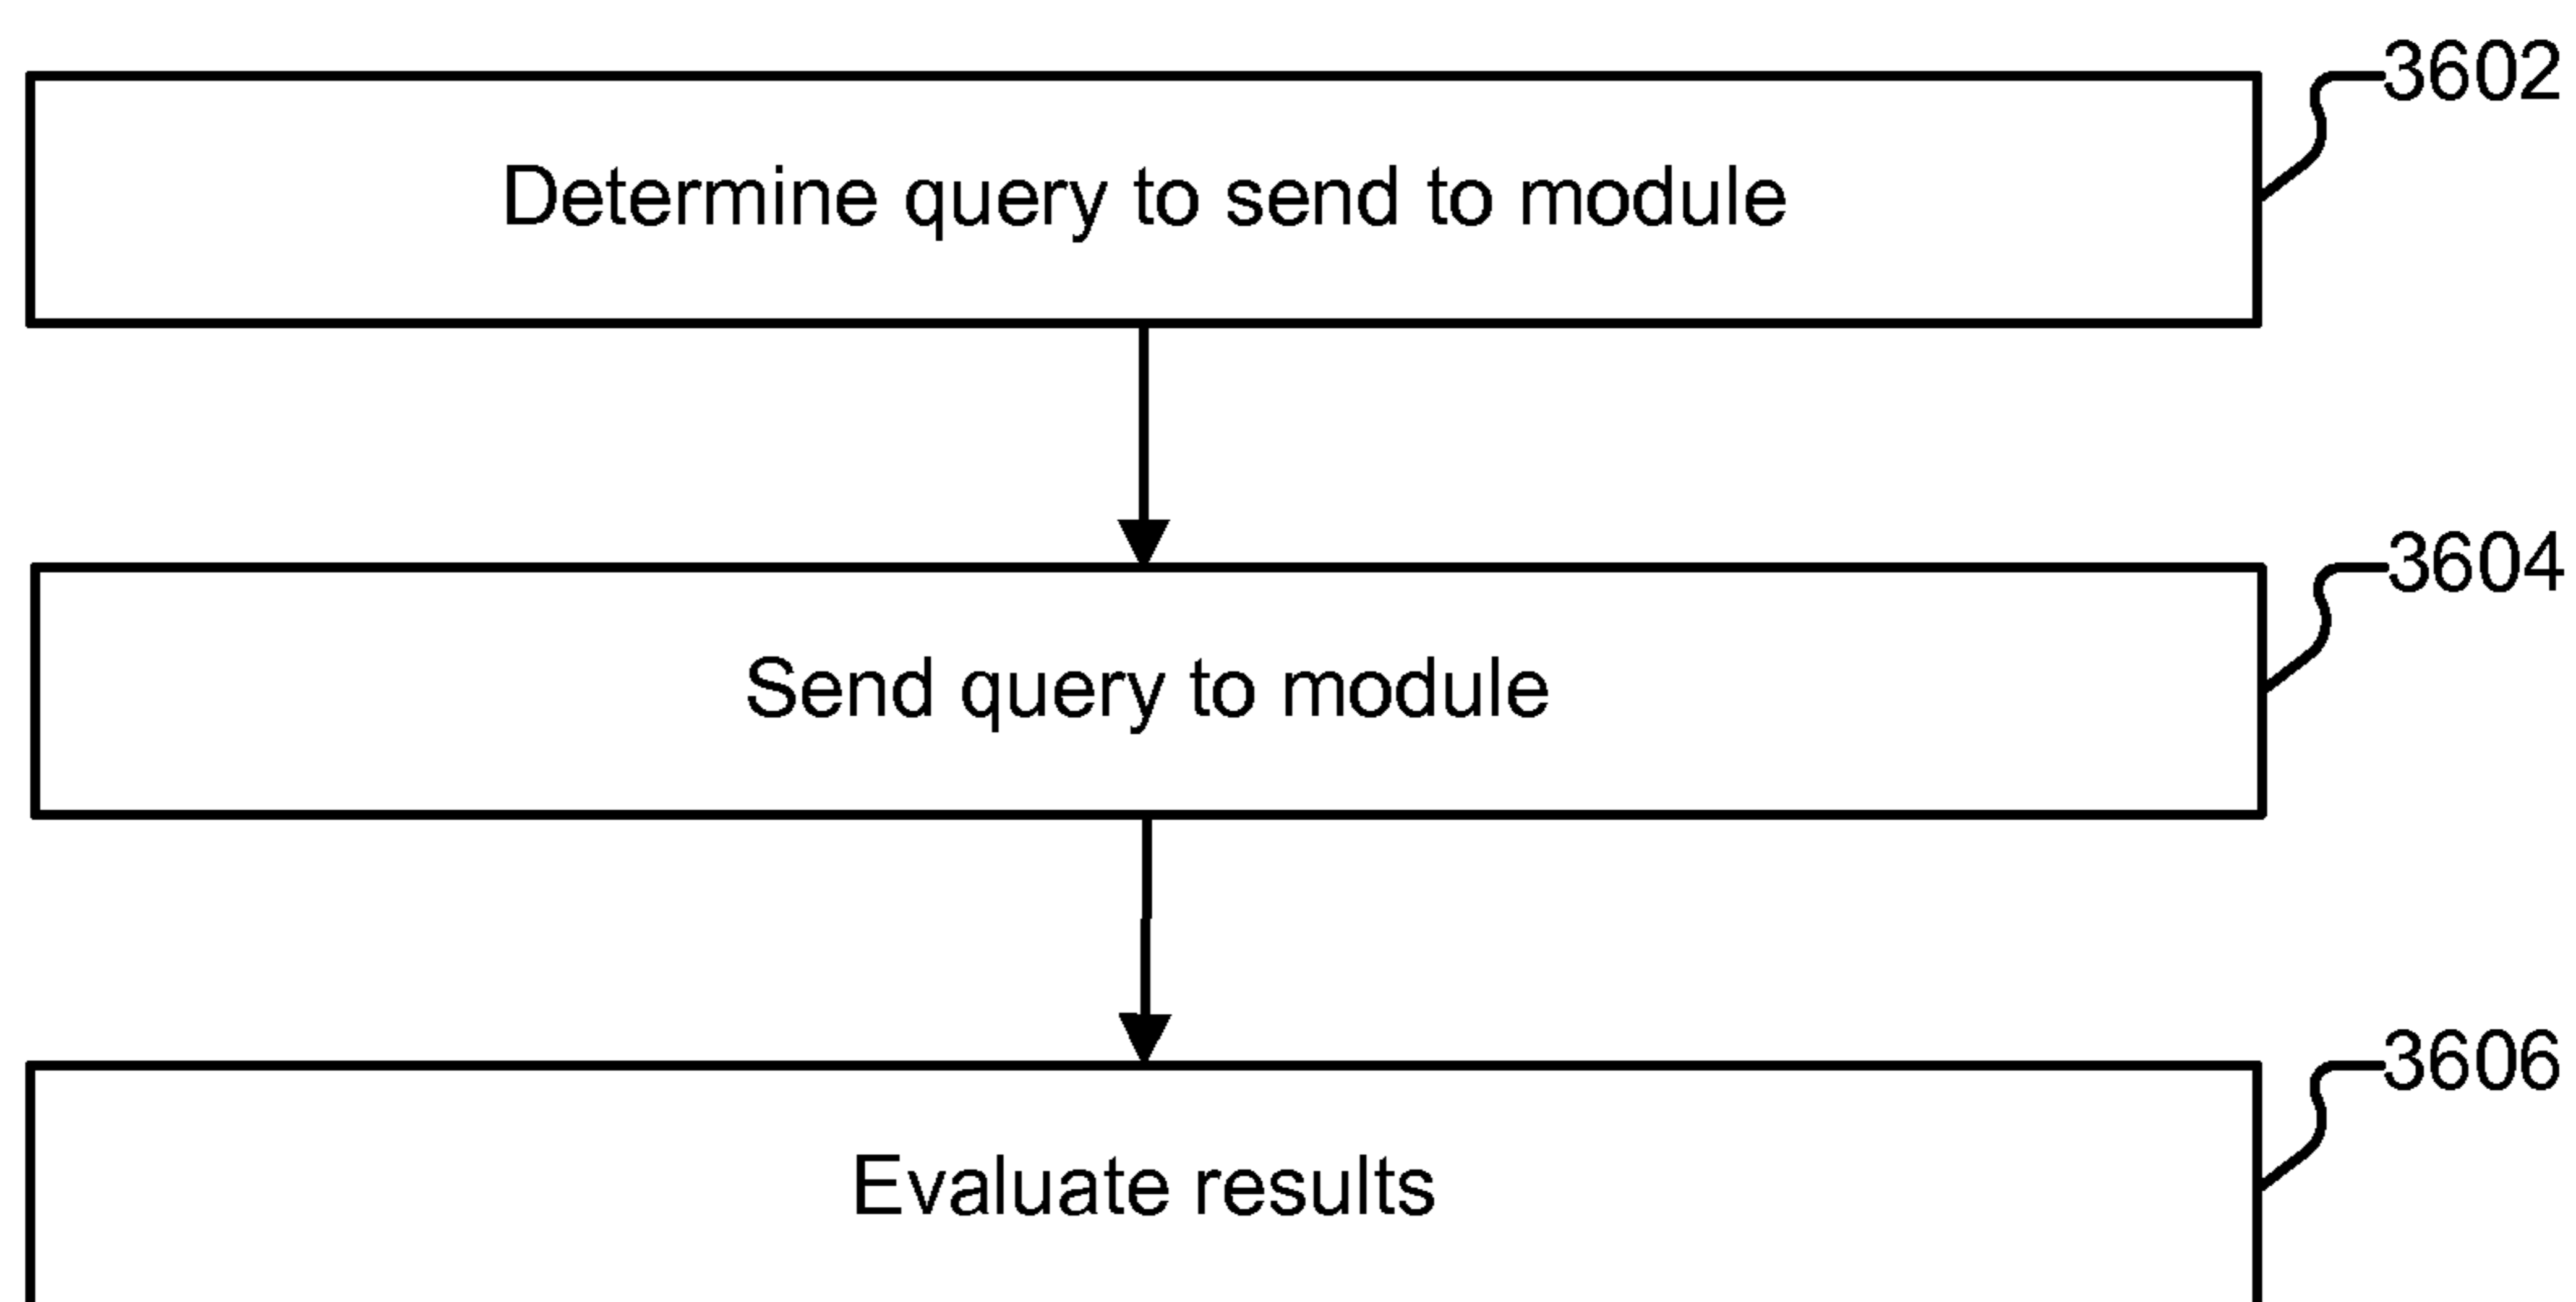 3602
Determine query to send to module
3604
Send query to module
3606
Evaluate results